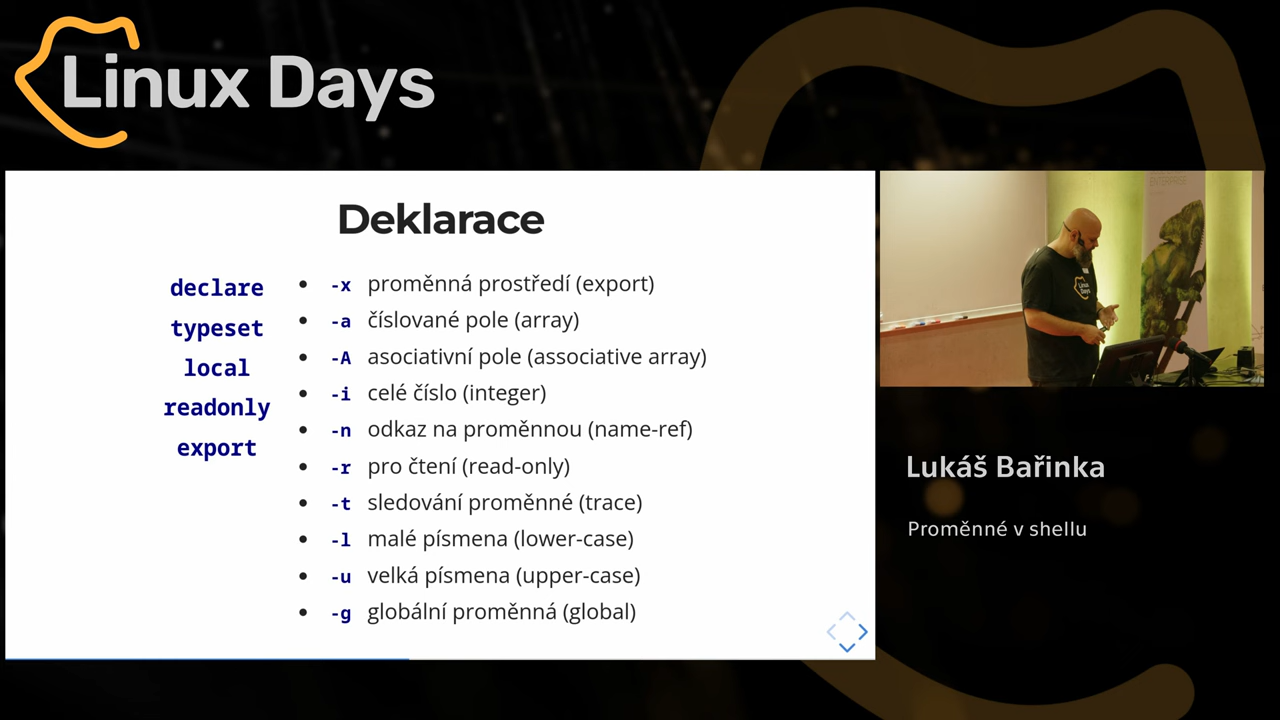 Linux Days
Deklarace
declare
typeset
local
readonly
export
-x proměnná prostředí (export)
-a číslované pole (array)
-A asociativní pole (associative array)
-i celé číslo (integer)
-n odkaz na proměnnou (name-ref)
-r pro čtení (read-only)
-t sledování proměnné (trace)
-l malé písmena (lower-case)
-u velká písmena (upper-case)
-g globální proměnná (global)
Linux
Days
Lukáš Bařinka
Proměnné v shellu